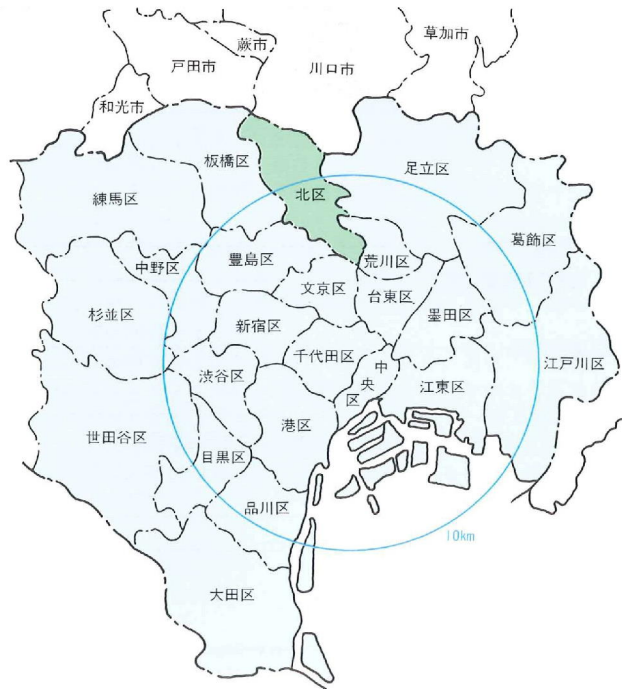 草加市
蕨市
戸田市
川口市
和光市
板橋区
足立区
練馬区
北区
葛飾区
豊島区
荒川区
中野区
文京区
台東区
杉並区
新宿区
墨田区
千代田区
江戸川区
渋谷区
中央区
江東区
港区
世田谷区
目黒区
品川区
10km
大田区